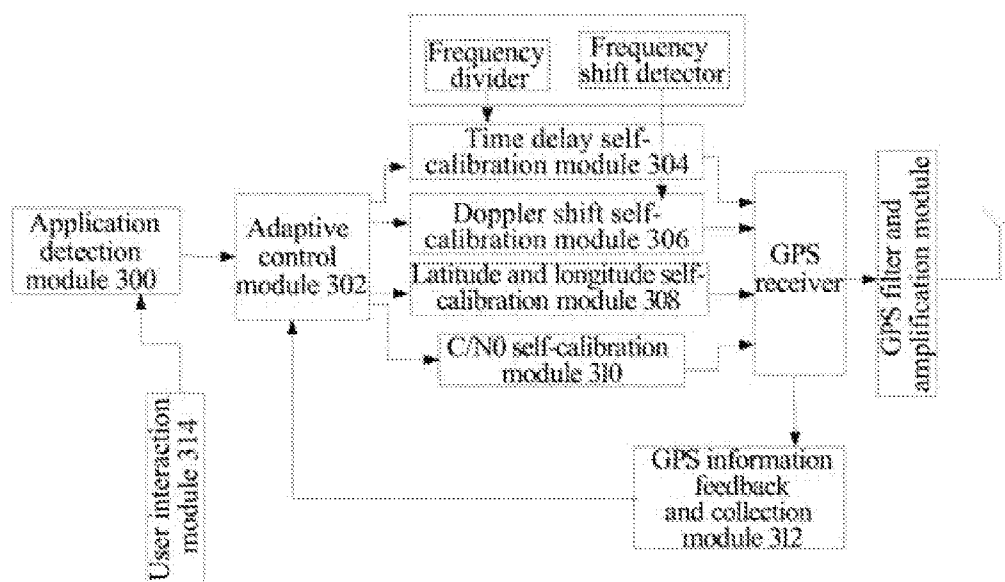 Frequency
divider
Frequency
shift detector
Time delay self-
calibration module 304
Doppler shift self-
calibration module 306
Latitude and longitude self-
calibration module 308
C/N0 self-calibration
module 310
Application
detection module 300
Adaptive
control module 302
GPS
receiver
GPS filter and
amplification module
User interaction
module 314
GPS information
feedback
and collection
module 312